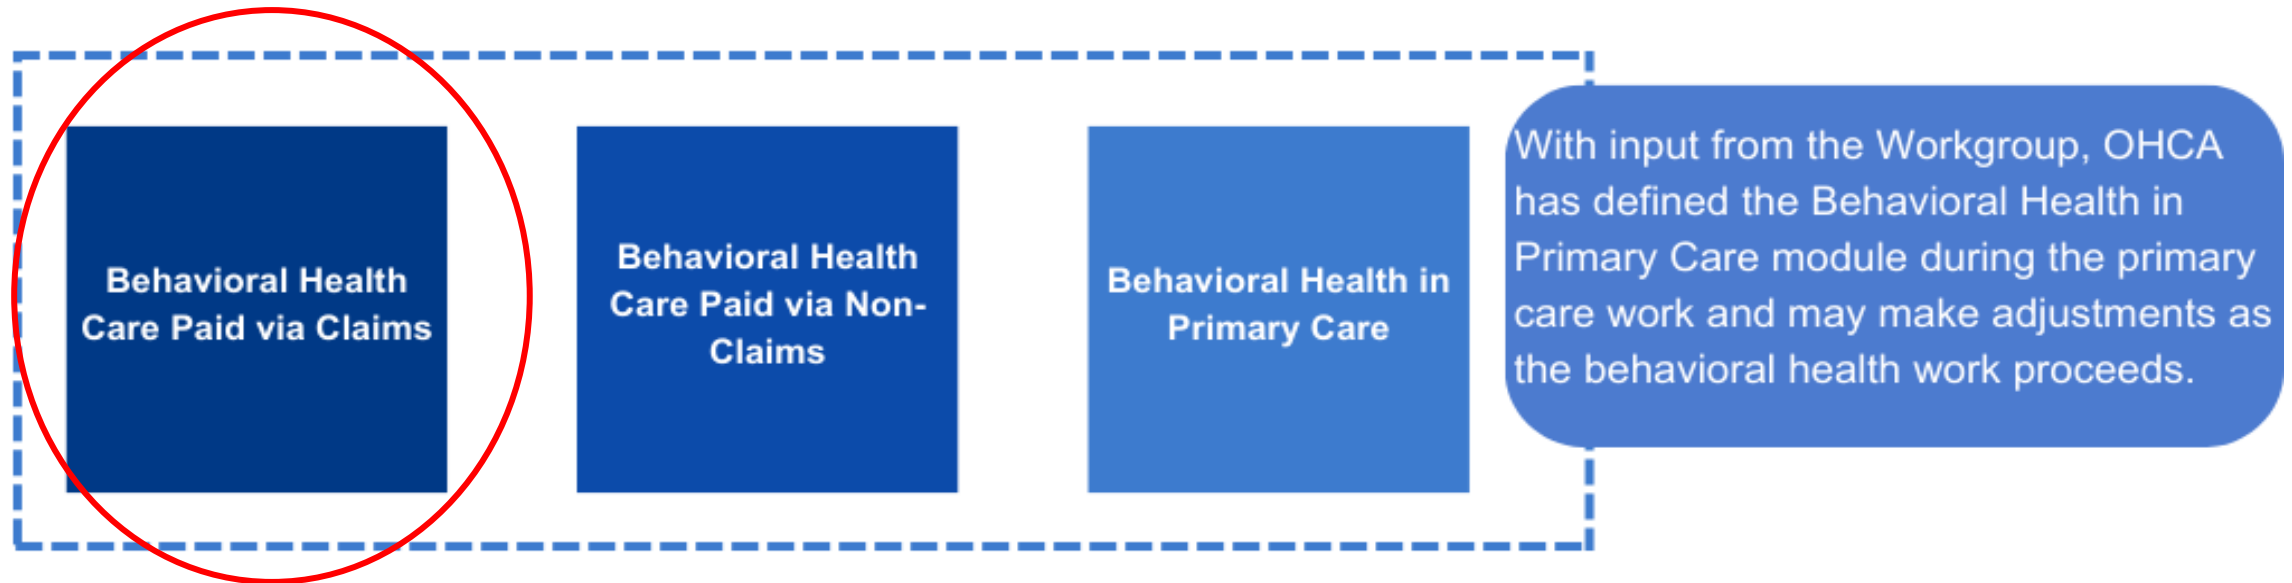 Behavioral Health
Care Paid via Claims
Behavioral Health
Care Paid via Non-
Claims
Behavioral Health in
Primary Care
With input from the Workgroup, OHCA
has defined the Behavioral Health in
Primary Care module during the primary
care work and may make adjustments as
the behavioral health work proceeds.